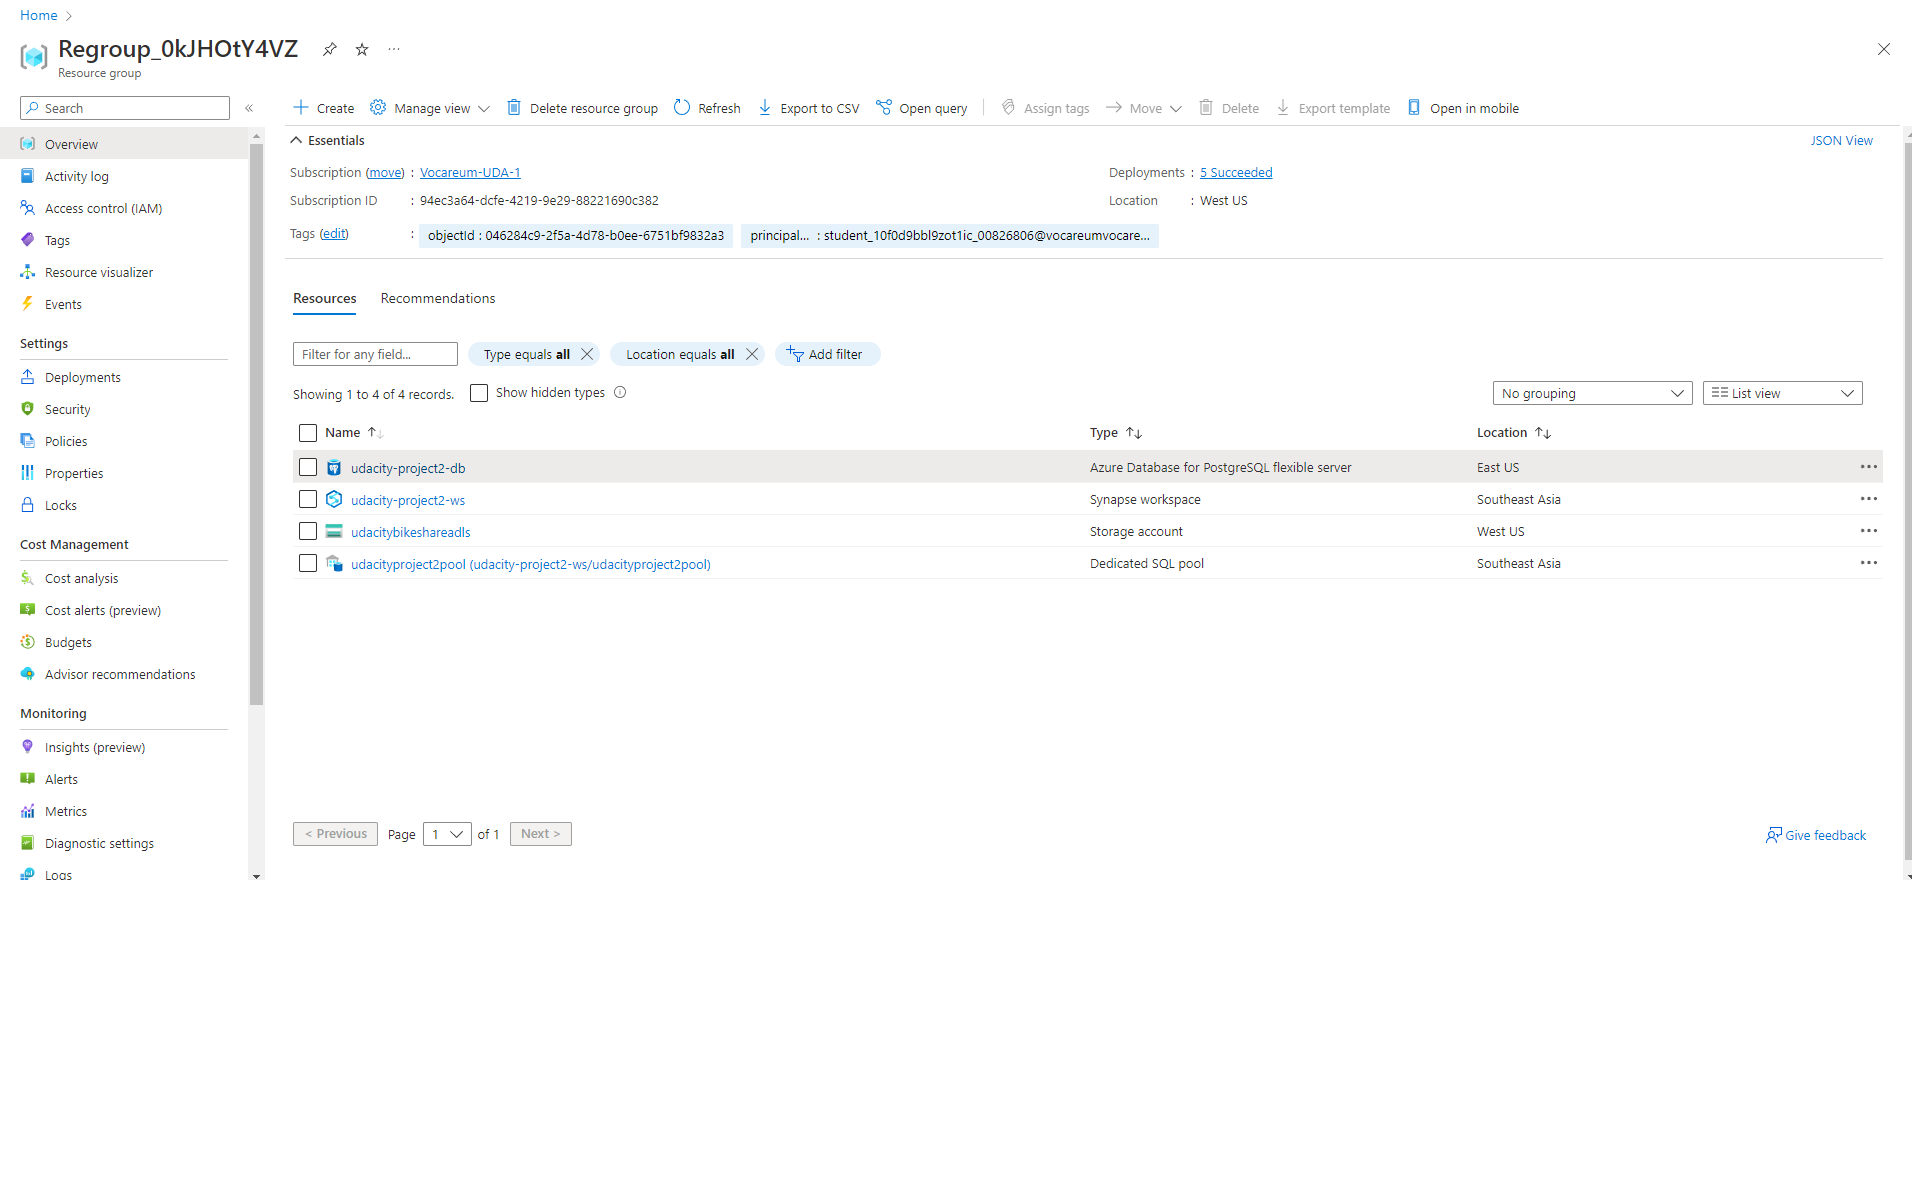 Home
Regroup_0kJHOtY4VZ
Resource group
Search
Create
Manage view
Delete resource group
Refresh
Export to CSV
Open query
Assign tags
Move
Delete
Export template
Open in mobile
Overview
Activity log
Access control (IAM)
Tags
Resource visualizer
Events
Settings
Deployments
Security
Policies
Properties
Locks
Cost Management
Cost analysis
Cost alerts (preview)
Budgets
Advisor recommendations
Monitoring
Insights (preview)
Alerts
Metrics
Diagnostic settings
Logs
Essentials
JSON View
Subscription (move) : Vocareum-UDA-1
Deployments : 5 Succeeded
Subscription ID : 94ec3a64-dcfe-4219-9e29-88221690c382
Location : West US
Tags (edit) : objectId : 046284c9-2f5a-4d78-b0ee-6751bf9832a3 principal... : student_10f0d9bbl9zot1ic_00826806@vocareumvocare...
Resources Recommendations
Filter for any field...
Type equals all
Location equals all
Add filter
Showing 1 to 4 of 4 records.
Show hidden types
No grouping
List view
Name Type Location
udacity-project2-db Azure Database for PostgreSQL flexible server East US
udacity-project2-ws Synapse workspace Southeast Asia
udacitybikeshareadls Storage account West US
udacityproject2pool (udacity-project2-ws/udacityproject2pool) Dedicated SQL pool Southeast Asia
< Previous Page 1 of 1 Next >
Give feedback